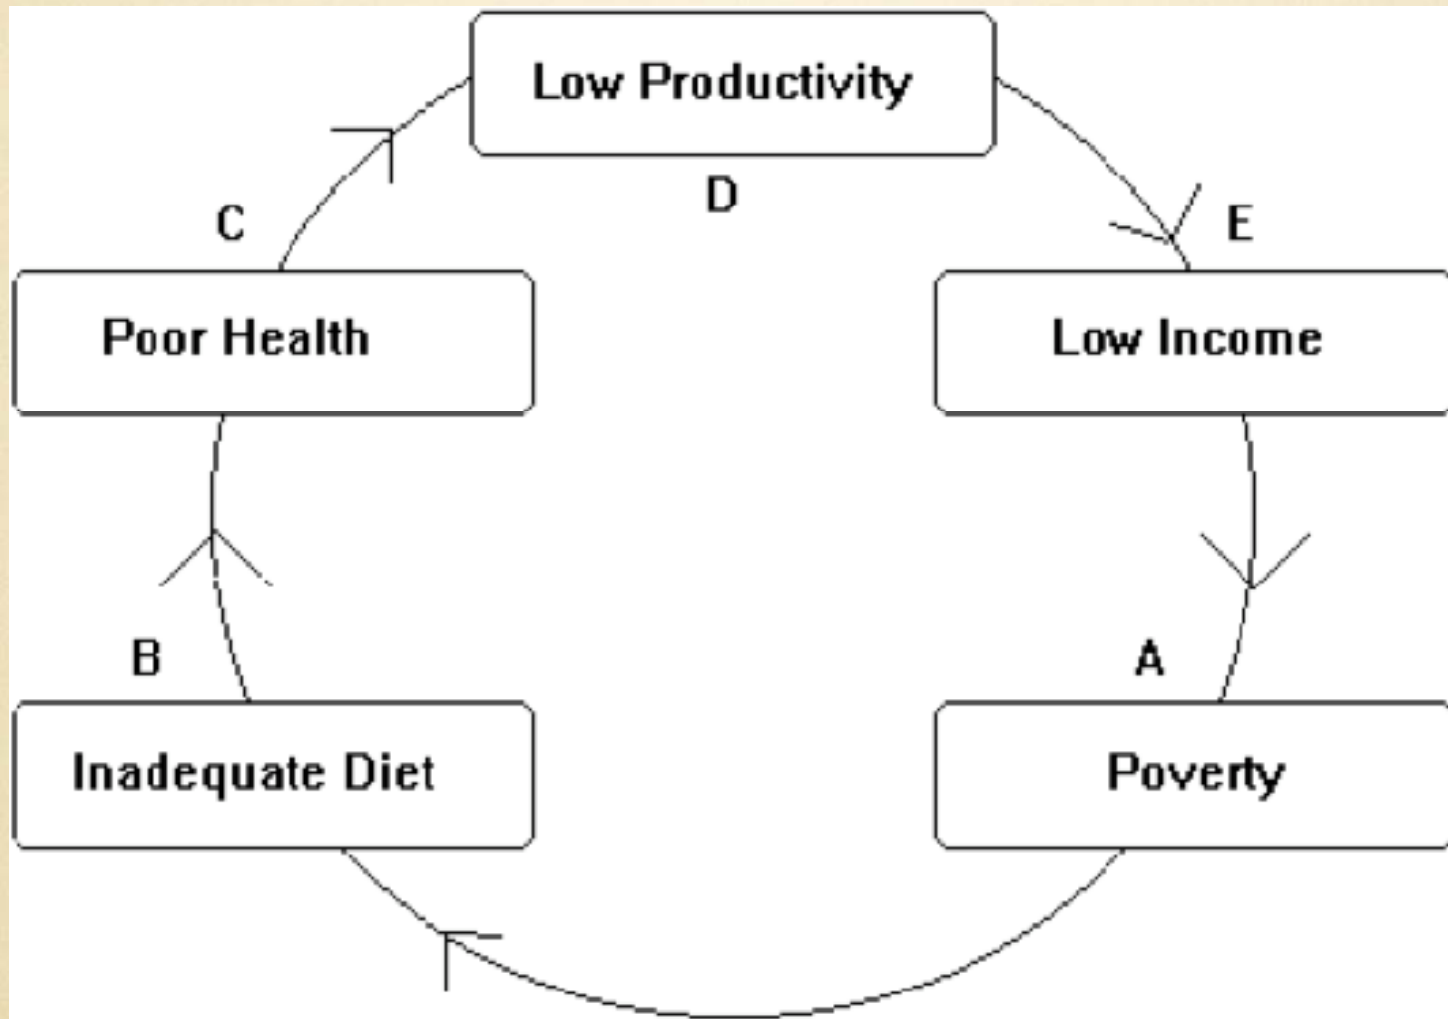 Low Productivity
D
C
E
Poor Health
Low Income
B
A
Inadequate Diet
Poverty